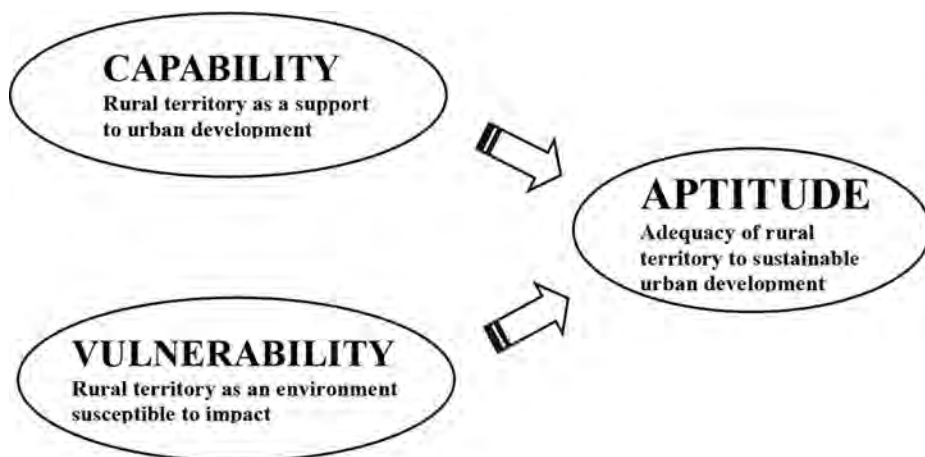 CAPABILITY
Rural territory as a support
to urban development
APTITUDE
Adequacy of rural
territory to sustainable
urban development
VULNERABILITY
Rural territory as an environment
susceptible to impact